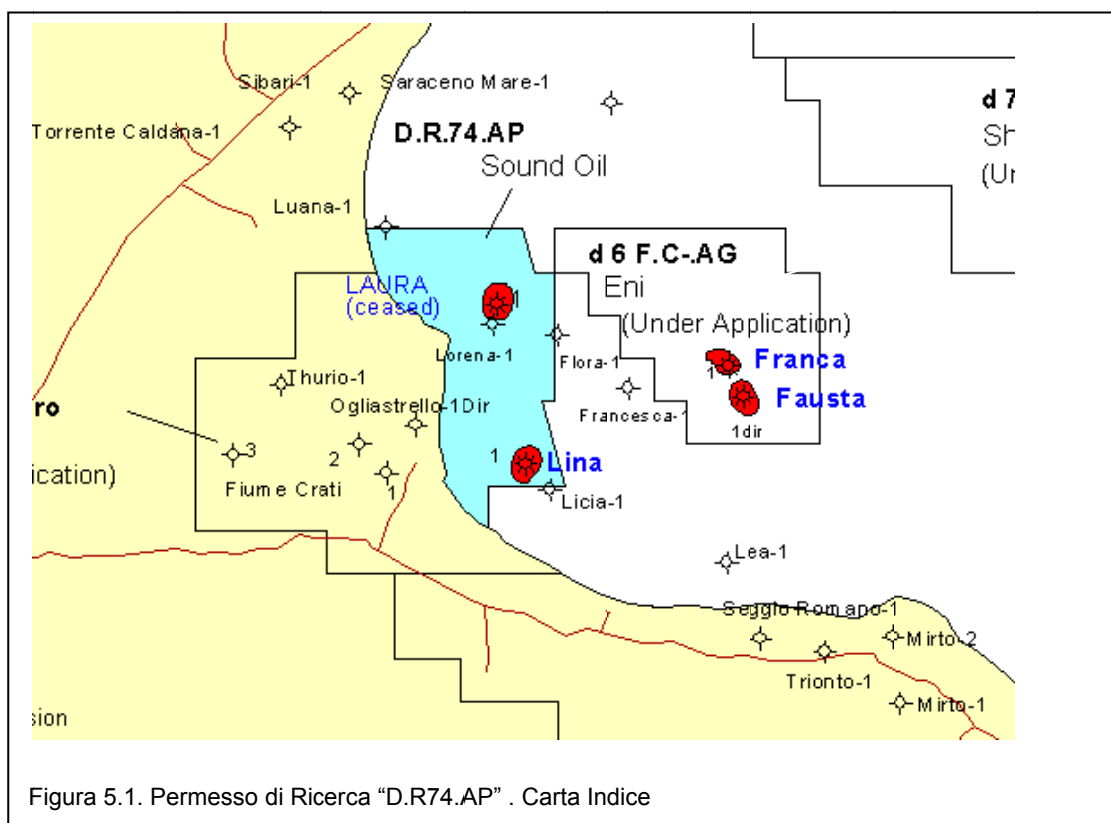 Sibari-1
Saraceno Mare-1
d 7
Torrente Caldana-1
D.R.74.AP
Sh
Sound Oil
(Ur
Luana-1
d 6 F.C-.AG
LAURA
Eni
(ceased)
1
(Under Application)
Lorena-1
Flora-1
Franca
1
Thurio-1
Fausta
ro
Ogliastrello-1Dir
Francesca-1
1dir
3
2
1
Lina
ication)
Fiume Crati
1
Licia-1
Lea-1
Seggio Romano-1
Mirto-2
Trionto-1
Mirto-1
sion
Figura 5.1. Permesso di Ricerca “D.R74.AP” . Carta Indice